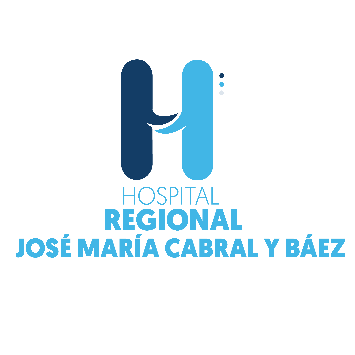 HOSPITAL
REGIONAL
JOSÉ MARÍA CABRAL Y BÁEZ